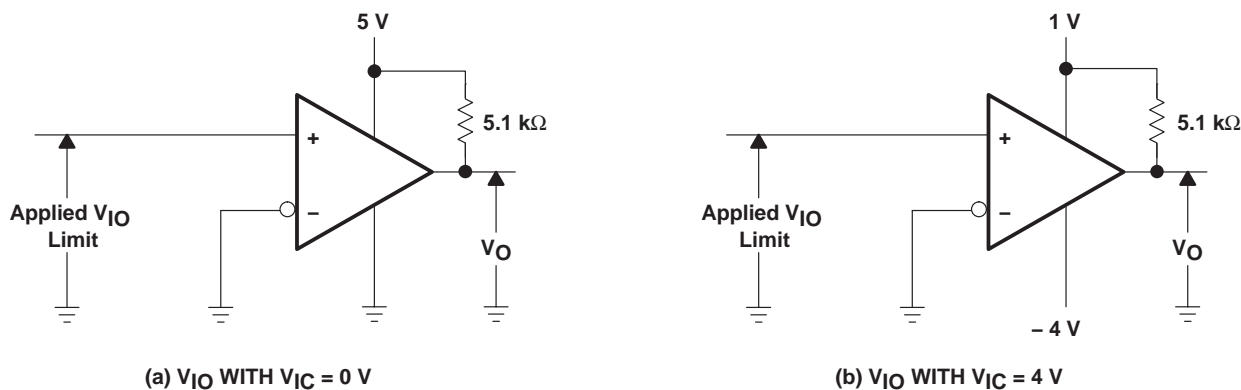 5 V
5.1 kΩ
+
−
Applied VIO
Limit
VO
(a) VIO WITH VIC = 0 V
1 V
5.1 kΩ
+
−
Applied VIO
Limit
VO
– 4 V
(b) VIO WITH VIC = 4 V